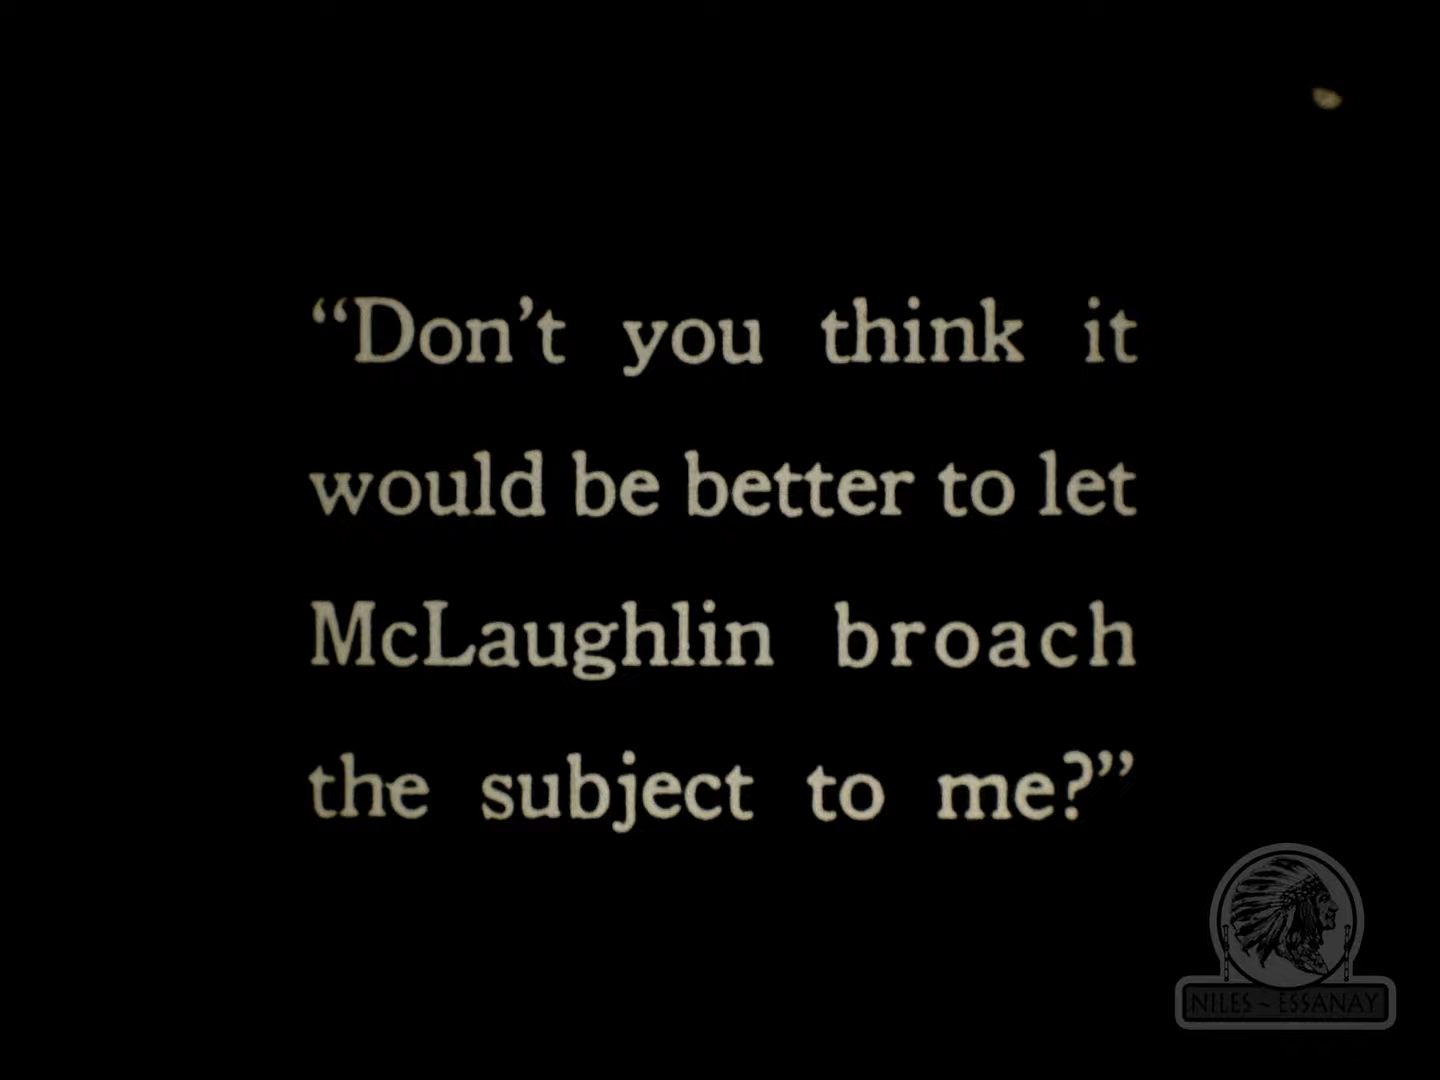 “Don’t you think it
would be better to let
McLaughlin broach
the subject to me?”
NILES ~ ESSANAY